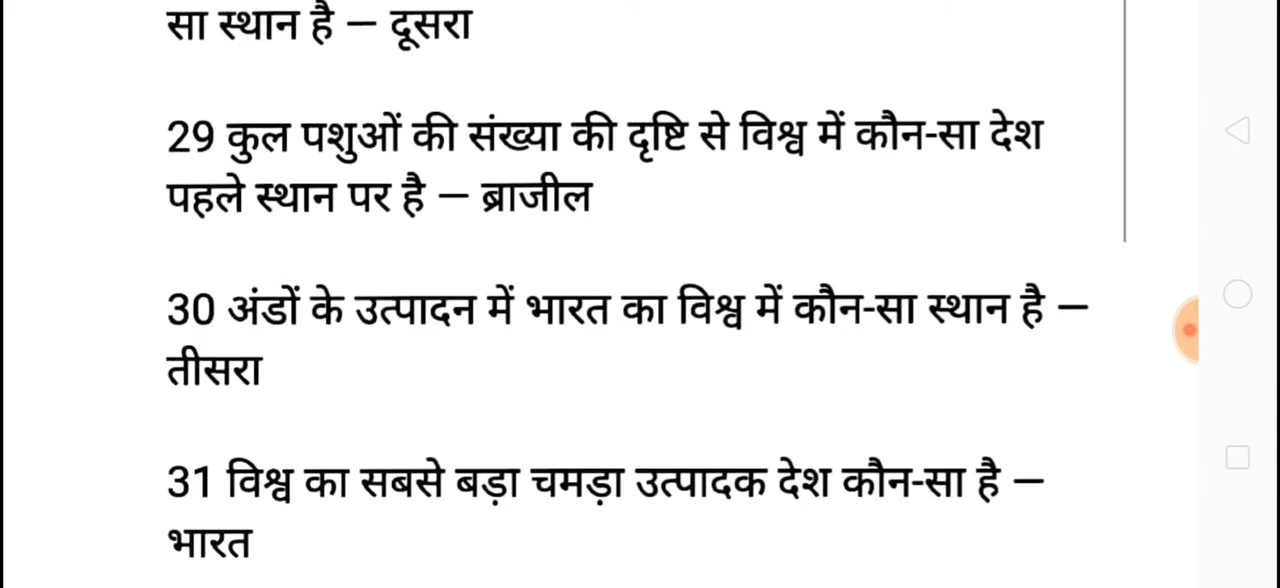 सा स्थान है – दूसरा
29 कुल पशुओं की संख्या की दृष्टि से विश्व में कौन-सा देश
पहले स्थान पर है – ब्राजील
30 अंडों के उत्पादन में भारत का विश्व में कौन-सा स्थान है –
तीसरा
31 विश्व का सबसे बड़ा चमड़ा उत्पादक देश कौन-सा है –
भारत